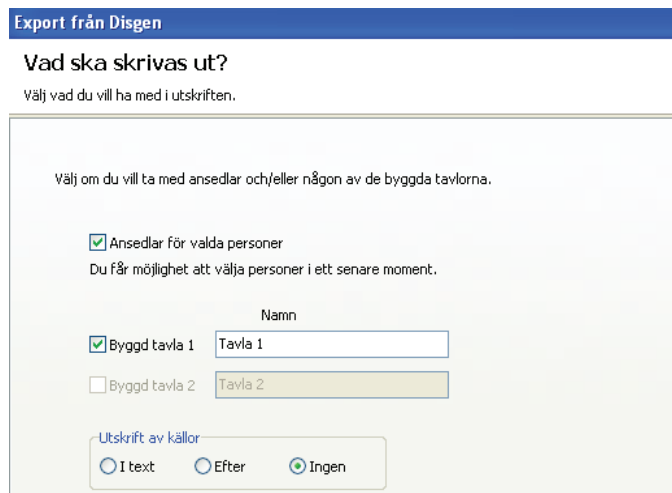 Export från Disgen
Vad ska skrivas ut?
Välj vad du vill ha med i utskriften.
Välj om du vill ta med ansedlar och/eller någon av de byggda tavlorna.
Ansedlar för valda personer
Du får möjlighet att välja personer i ett senare moment.
Namn
Byggd tavla 1 Tavla 1
Byggd tavla 2 Tavla 2
Utskrift av källor
I text Efter Ingen